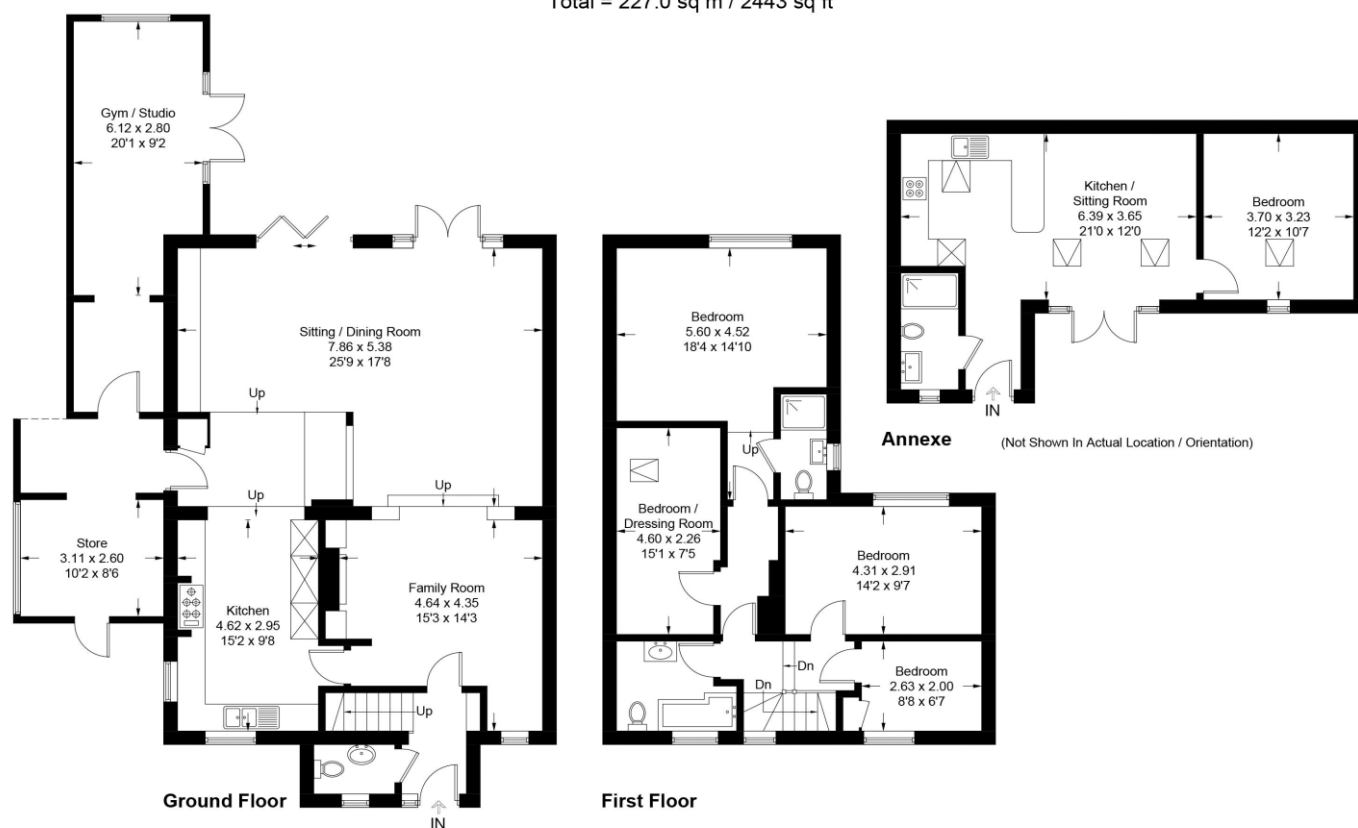 Total = 227.0 sq m / 2443 sq ft
Gym / Studio
6.12 x 2.80
20'1 x 9'2
Sitting / Dining Room
7.86 x 5.38
25'9 x 17'8
Up
Up
Up
Store
3.11 x 2.60
10'2 x 8'6
Kitchen
4.62 x 2.95
15'2 x 9'8
Family Room
4.64 x 4.35
15'3 x 14'3
Up
IN
Ground Floor
Bedroom
5.60 x 4.52
18'4 x 14'10
Up
Bedroom /
Dressing Room
4.60 x 2.26
15'1 x 7'5
Bedroom
4.31 x 2.91
14'2 x 9'7
Dn
Dn
Bedroom
2.63 x 2.00
8'8 x 6'7
First Floor
Kitchen /
Sitting Room
6.39 x 3.65
21'0 x 12'0
Bedroom
3.70 x 3.23
12'2 x 10'7
IN
Annexe
(Not Shown In Actual Location / Orientation)